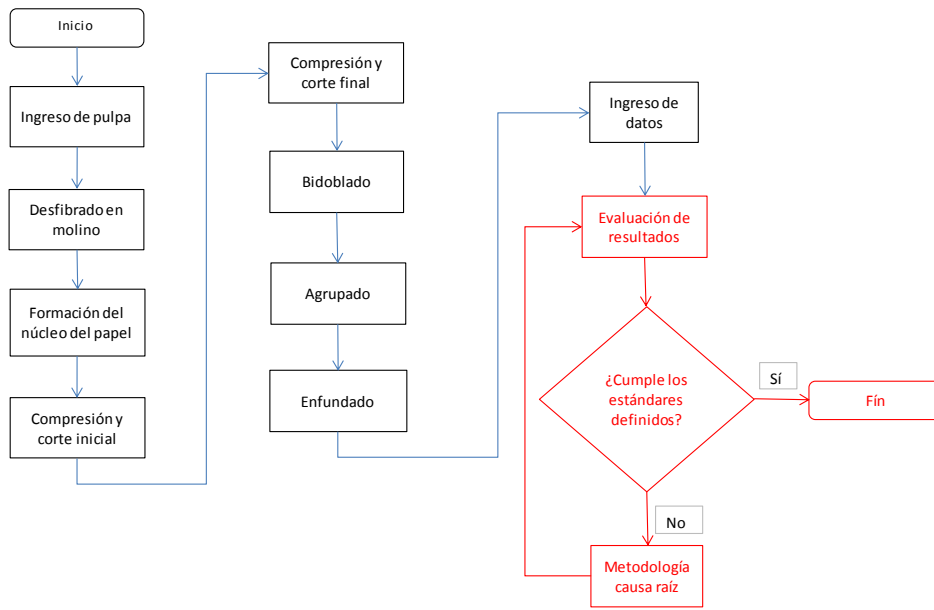 Inicio
Ingreso de pulpa
Desfibrado en
molino
Formación del
núcleo del papel
Compresión y
corte inicial
Compresión y
corte final
Bidoblado
Agrupado
Enfundado
Ingreso de
datos
Evaluación de
resultados
¿Cumple los
estándares
definidos?
Sí
Fín
No
Metodología
causa raíz